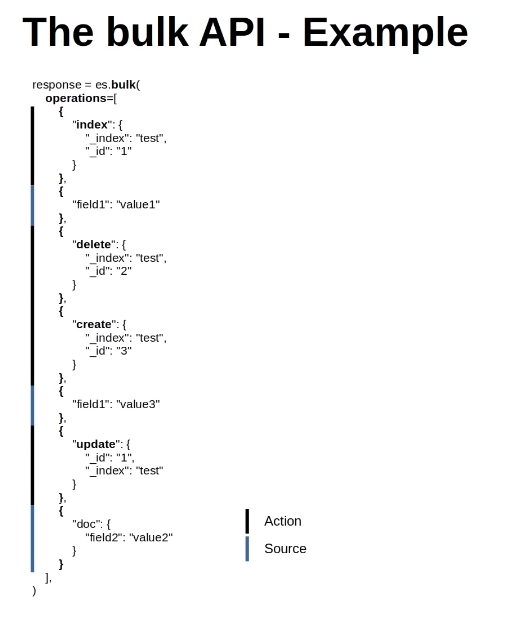 The bulk API - Example
response = es.bulk(
operations=[
{
"index": {
"_index": "test",
"_id": "1"
}
},
{
"field1": "value1"
},
{
"delete": {
"_index": "test",
"_id": "2"
}
},
{
"create": {
"_index": "test",
"_id": "3"
}
},
{
"field1": "value3"
},
{
"update": {
"_id": "1",
"_index": "test"
}
},
{
"doc": {
"field2": "value2"
}
}
],
)
Action
Source